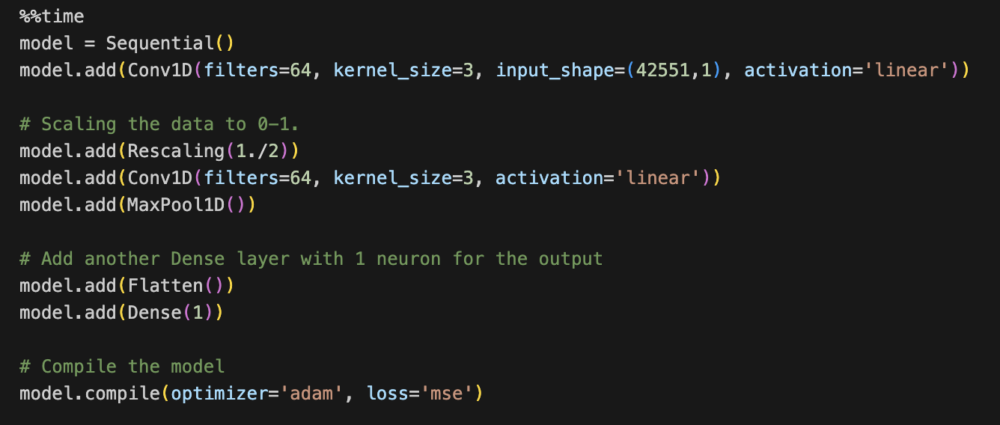 %%time
model = Sequential()
model.add(Conv1D(filters=64, kernel_size=3, input_shape=(42551,1), activation='linear'))
# Scaling the data to 0-1.
model.add(Rescaling(1./2))
model.add(Conv1D(filters=64, kernel_size=3, activation='linear'))
model.add(MaxPool1D())
# Add another Dense layer with 1 neuron for the output
model.add(Flatten())
model.add(Dense(1))
# Compile the model
model.compile(optimizer='adam', loss='mse')